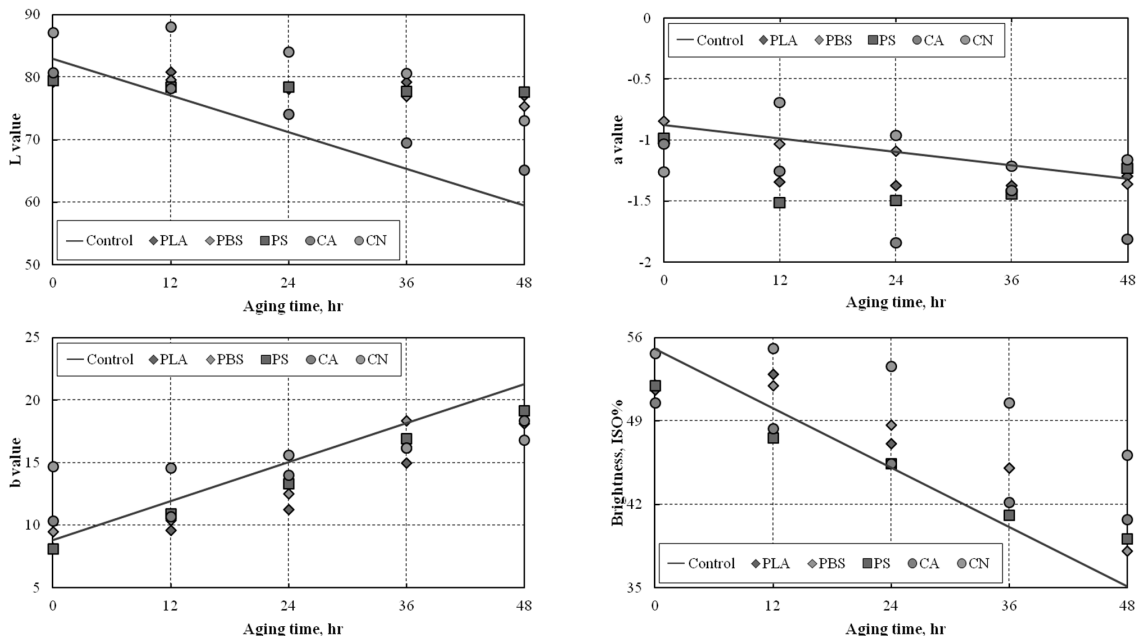 90
80
70
60
50
L value
Control PLA PBS PS CA CN
0 12 24 36 48
Aging time, hr
0
-0.5
-1
-1.5
-2
a value
Control PLA PBS PS CA CN
0 12 24 36 48
Aging time, hr
25
20
15
10
5
b value
Control PLA PBS PS CA CN
0 12 24 36 48
Aging time, hr
56
49
42
35
Brightness, ISO%
Control PLA PBS PS CA CN
0 12 24 36 48
Aging time, hr